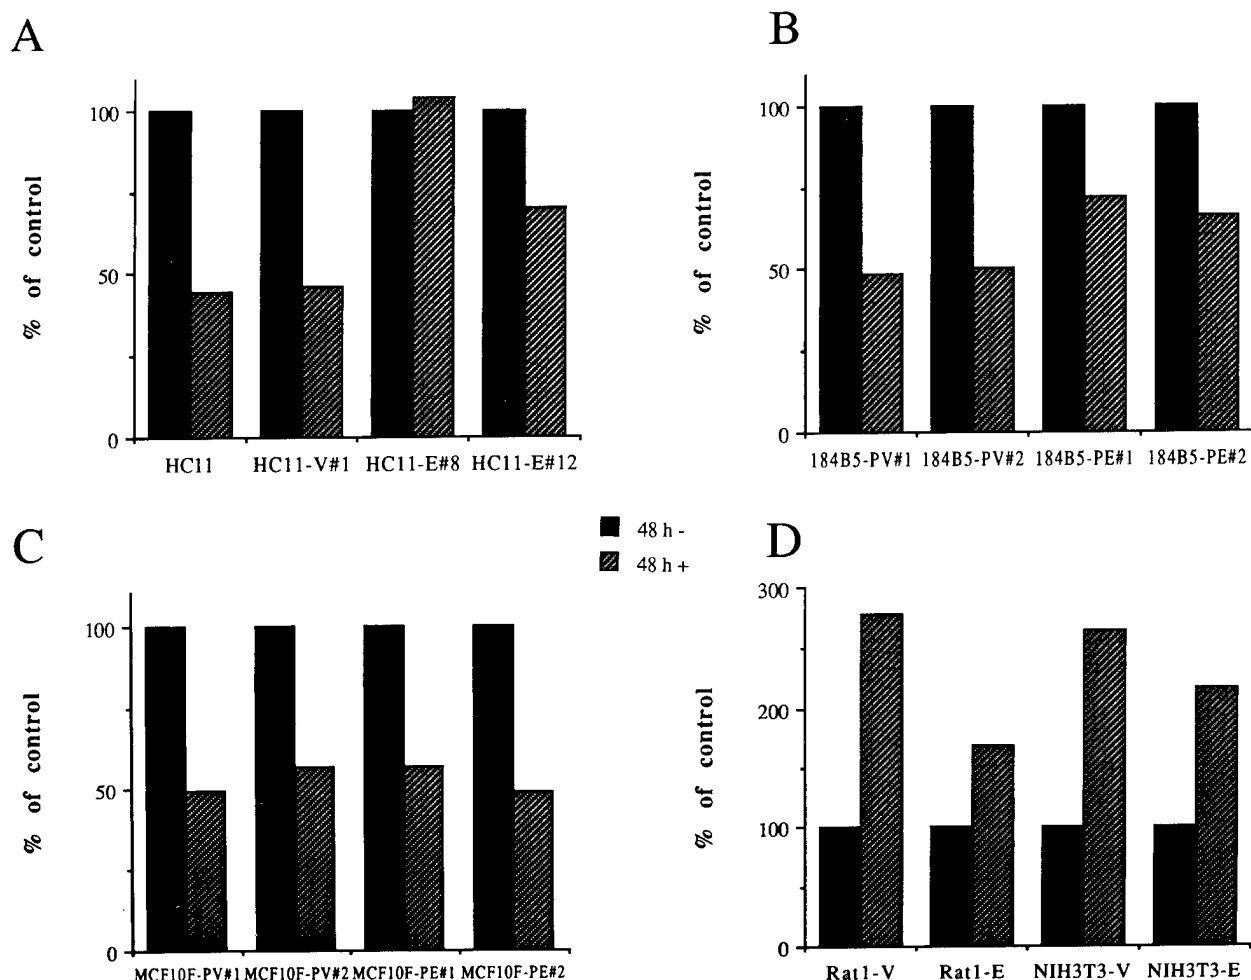 A
% of control
100
50
0
HC11 HC11-V#1 HC11-E#8 HC11-E#12
B
% of control
100
50
0
184B5-PV#1 184B5-PV#2 184B5-PE#1 184B5-PE#2
48 h -
48 h +
C
% of control
100
50
0
MCF10F-PV#1 MCF10F-PV#2 MCF10F-PE#1 MCF10F-PE#2
D
% of control
300
200
100
0
Rat1-V Rat1-E NIH3T3-V NIH3T3-E